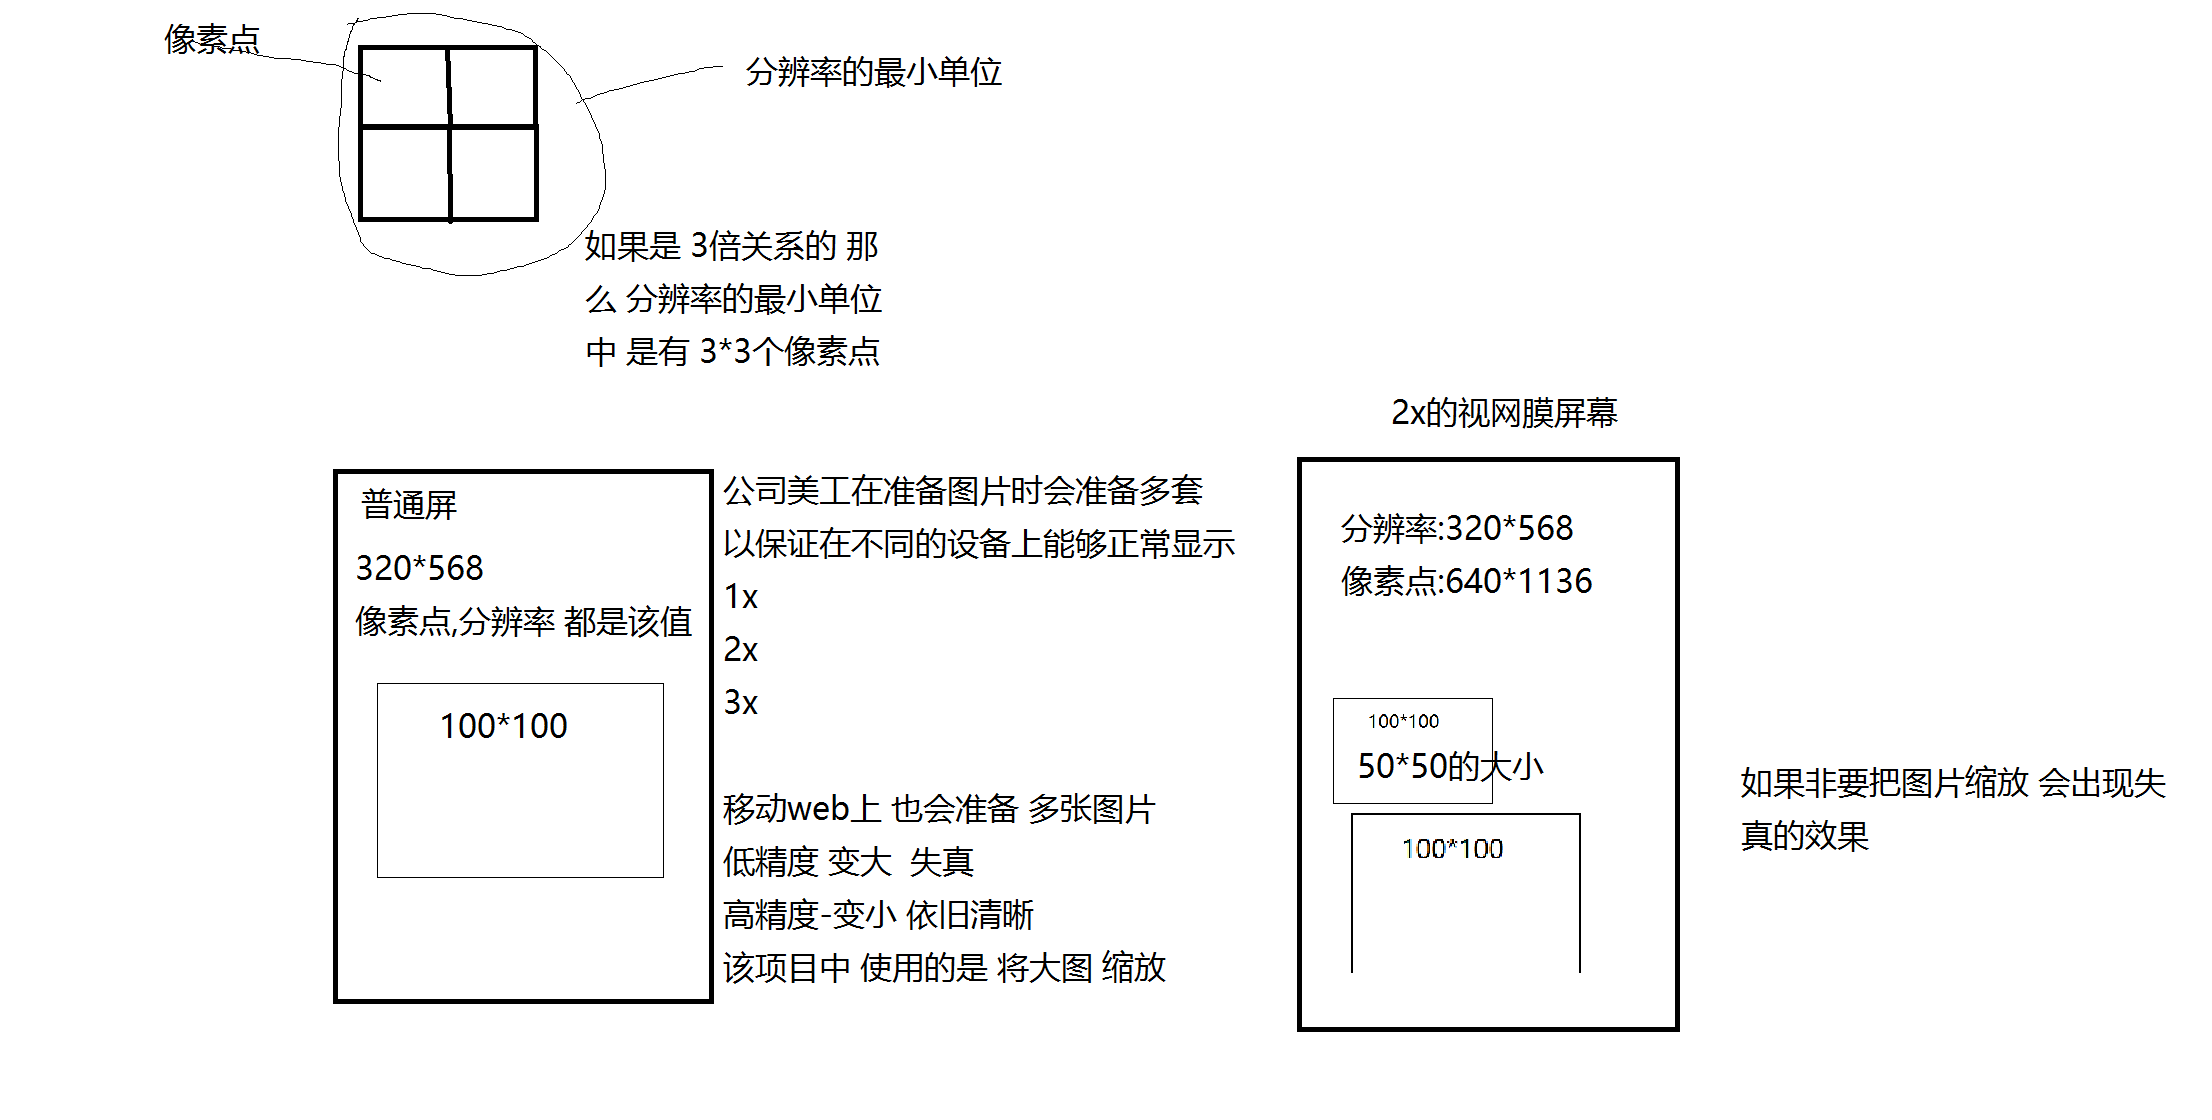 像素点
分辨率的最小单位
如果是 3倍关系的 那
么 分辨率的最小单位
中 是有 3*3个像素点
2x的视网膜屏幕
普通屏
320*568
像素点,分辨率 都是该值
100*100
公司美工在准备图片时会准备多套
以保证在不同的设备上能够正常显示
1x
2x
3x
移动web上 也会准备 多张图片
低精度 变大  失真
高精度-变小 依旧清晰
该项目中 使用的是 将大图 缩放
分辨率:320*568
像素点:640*1136
100*100
50*50的大小
100*100
如果非要把图片缩放 会出现失
真的效果